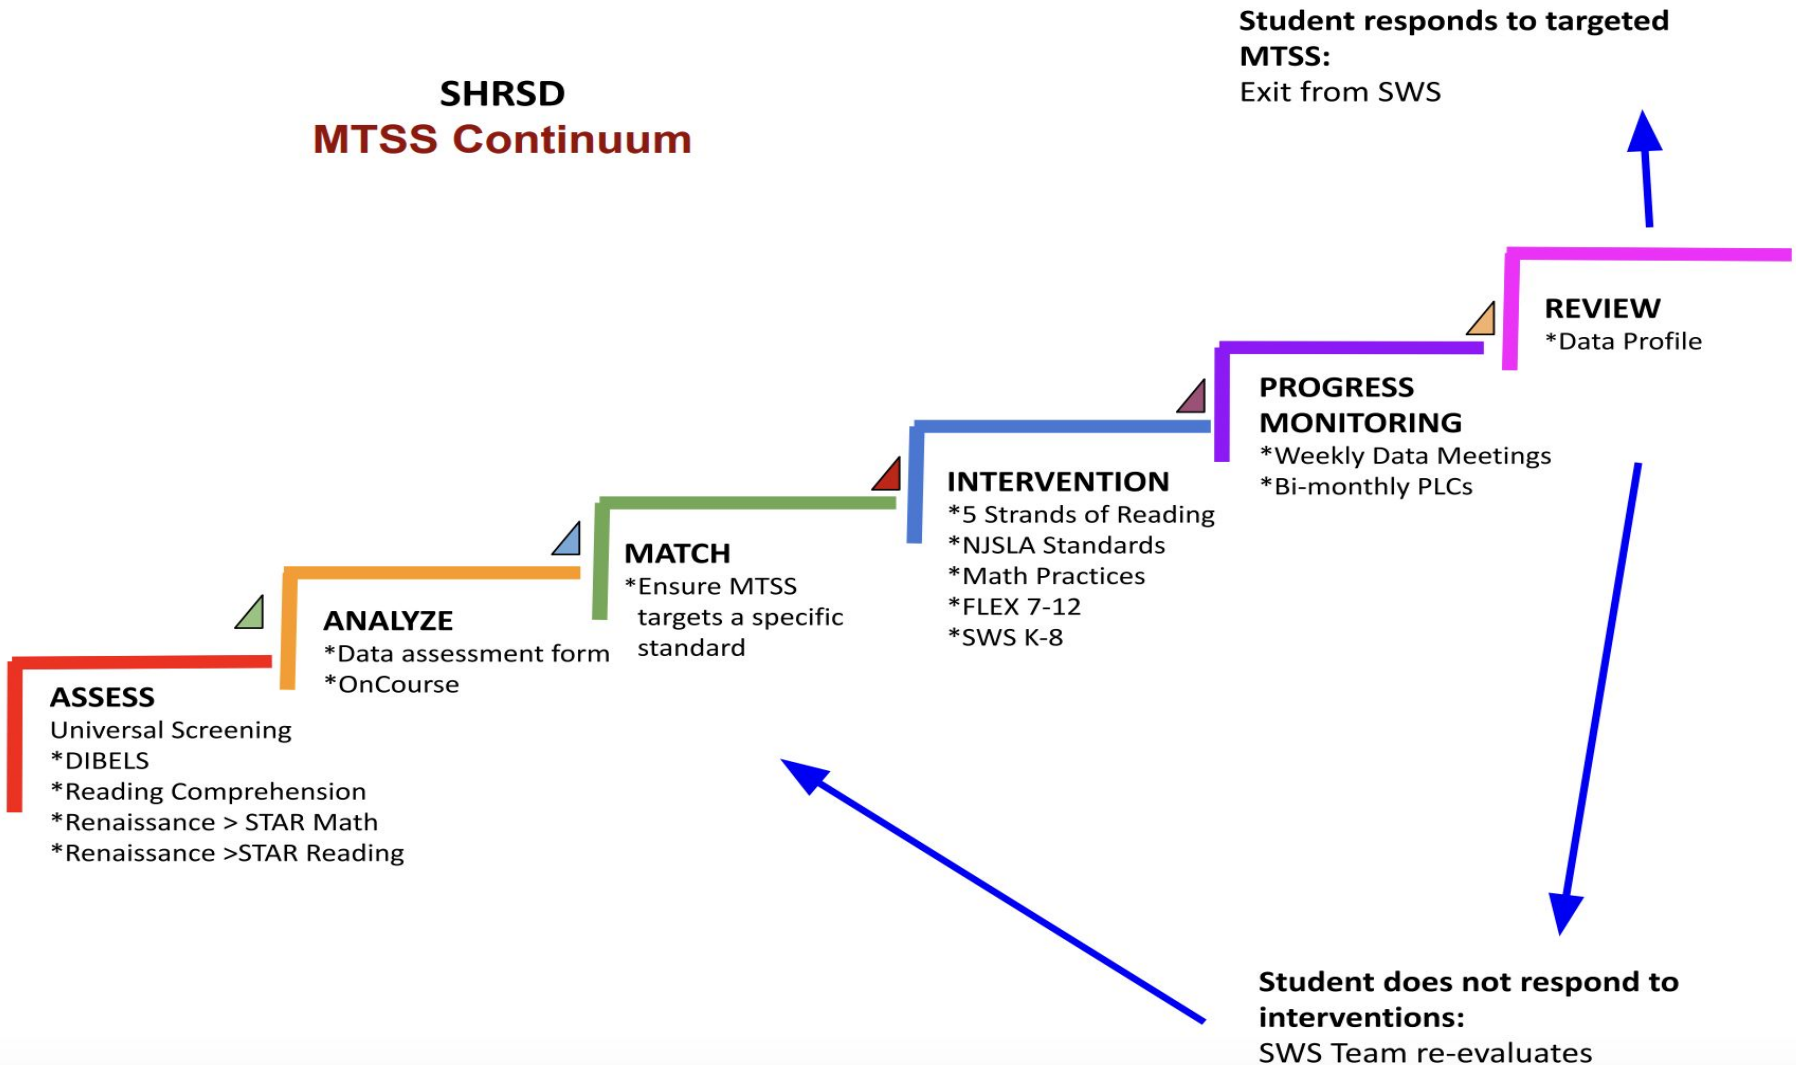 SHRSD
MTSS Continuum
Student responds to targeted
MTSS:
Exit from SWS
ASSESS
Universal Screening
*DIBELS
*Reading Comprehension
*Renaissance > STAR Math
*Renaissance >STAR Reading
ANALYZE
*Data assessment form
*OnCourse
MATCH
*Ensure MTSS
targets a specific
standard
INTERVENTION
*5 Strands of Reading
*NJSLA Standards
*Math Practices
*FLEX 7-12
*SWS K-8
PROGRESS
MONITORING
*Weekly Data Meetings
*Bi-monthly PLCs
REVIEW
*Data Profile
Student does not respond to
interventions:
SWS Team re-evaluates